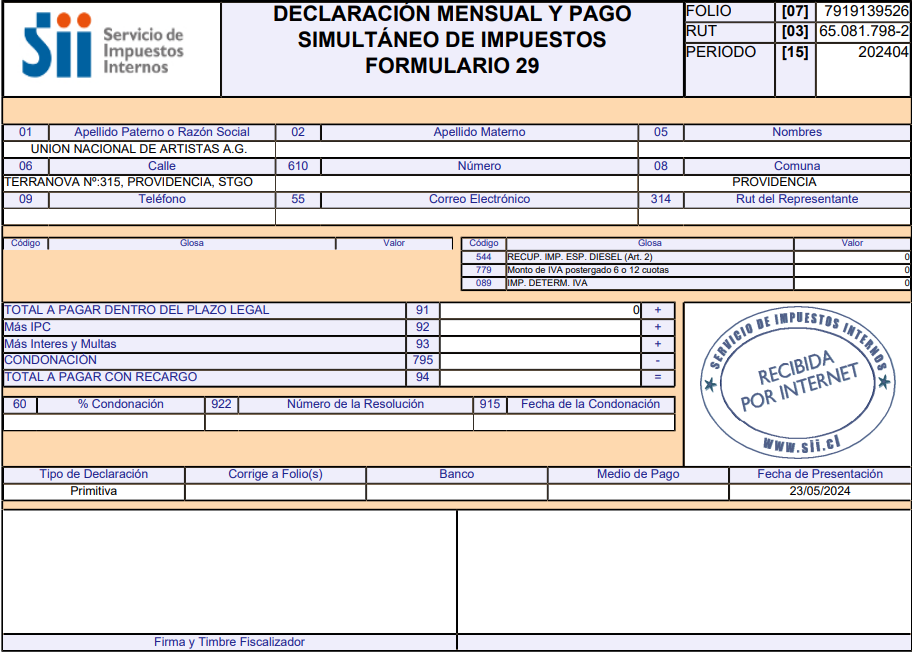 sii Servicio de Impuestos Internos
DECLARACIÓN MENSUAL Y PAGO
SIMULTÁNEO DE IMPUESTOS
FORMULARIO 29
FOLIO [07] 7919139526
RUT [03] 65.081.798-2
PERIODO [15] 202404
01 Apellido Paterno o Razón Social 02 Apellido Materno 05 Nombres
UNION NACIONAL DE ARTISTAS A.G.
06 Calle 610 Número 08 Comuna
TERRANOVA Nº:315, PROVIDENCIA, STGO PROVIDENCIA
09 Teléfono 55 Correo Electrónico 314 Rut del Representante
Código Glosa Valor Código Glosa Valor
544 RECUP. IMP. ESP. DIESEL (Art. 2) 0
779 Monto de IVA postergado 6 o 12 cuotas 0
089 IMP. DETERM. IVA 0
TOTAL A PAGAR DENTRO DEL PLAZO LEGAL 91 0 +
Más IPC 92 +
Más Interes y Multas 93 +
CONDONACIÓN 795 -
TOTAL A PAGAR CON RECARGO 94 =
60 % Condonación 922 Número de la Resolución 915 Fecha de la Condonación
SERVICIO DE IMPUESTOS INTERNOS
RECIBIDA
POR INTERNET
www.sii.cl
Tipo de Declaración Corrige a Folio(s) Banco Medio de Pago Fecha de Presentación
Primitiva 23/05/2024
Firma y Timbre Fiscalizador